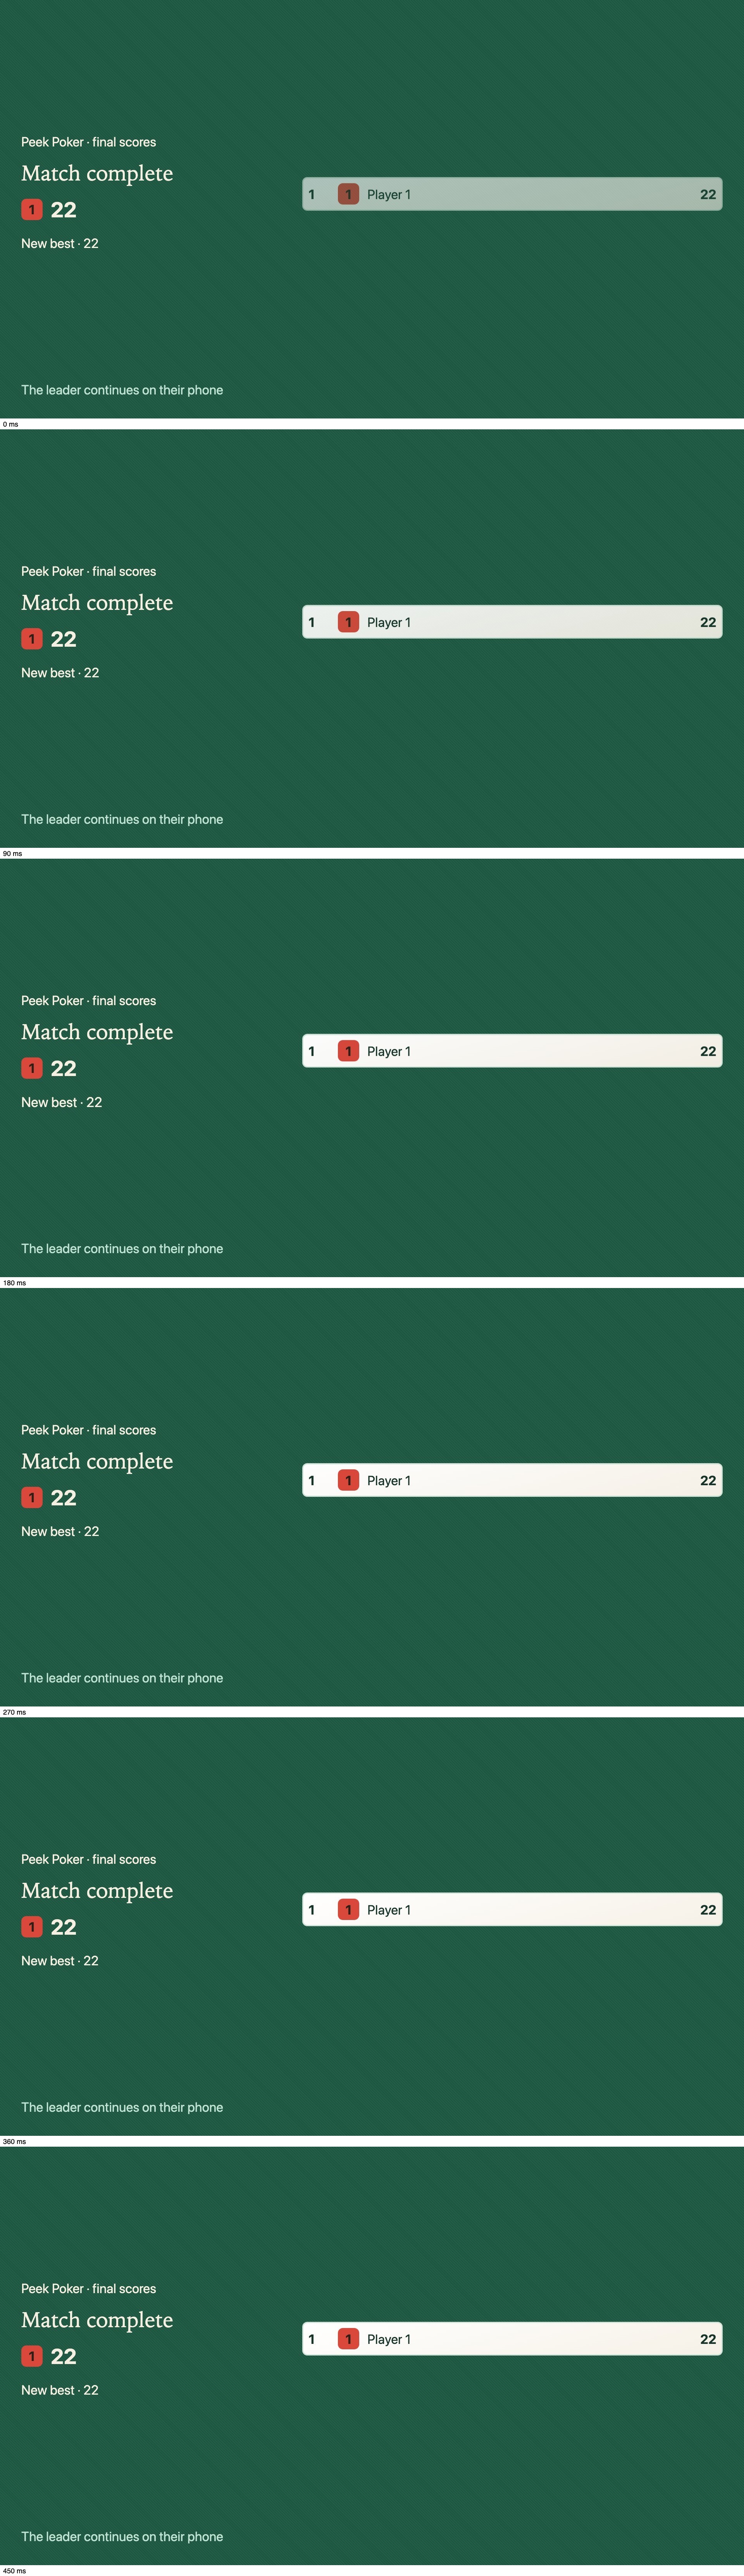 Peek Poker · final scores
Match complete
1 22
New best · 22
1 1 Player 1 22
The leader continues on their phone
0 ms
Peek Poker · final scores
Match complete
1 22
New best · 22
1 1 Player 1 22
The leader continues on their phone
90 ms
Peek Poker · final scores
Match complete
1 22
New best · 22
1 1 Player 1 22
The leader continues on their phone
180 ms
Peek Poker · final scores
Match complete
1 22
New best · 22
1 1 Player 1 22
The leader continues on their phone
270 ms
Peek Poker · final scores
Match complete
1 22
New best · 22
1 1 Player 1 22
The leader continues on their phone
360 ms
Peek Poker · final scores
Match complete
1 22
New best · 22
1 1 Player 1 22
The leader continues on their phone
450 ms